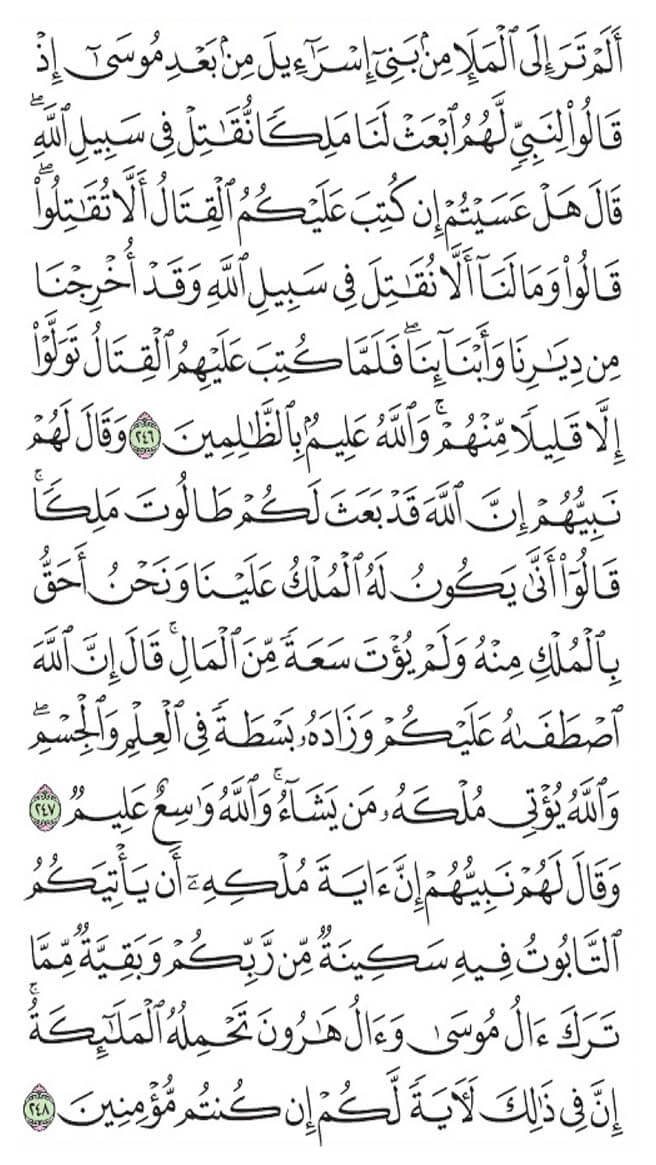 أَلَمۡ تَرَ إِلَى ٱلۡمَلَإِ مِنۢ بَنِيٓ إِسۡرَٰٓءِيلَ مِنۢ بَعۡدِ مُوسَىٰٓ إِذۡ
قَالُواْ لِنَبِيّٖ لَّهُمُ ٱبۡعَثۡ لَنَا مَلِكٗا نُّقَٰتِلۡ فِي سَبِيلِ ٱللَّهِۖ
قَالَ هَلۡ عَسَيۡتُمۡ إِن كُتِبَ عَلَيۡكُمُ ٱلۡقِتَالُ أَلَّا تُقَٰتِلُواْۖ
قَالُواْ وَمَا لَنَآ أَلَّا نُقَٰتِلَ فِي سَبِيلِ ٱللَّهِ وَقَدۡ أُخۡرِجۡنَا
مِن دِيَٰرِنَا وَأَبۡنَآئِنَاۖ فَلَمَّا كُتِبَ عَلَيۡهِمُ ٱلۡقِتَالُ تَوَلَّوۡاْ
إِلَّا قَلِيلٗا مِّنۡهُمۡۚ وَٱللَّهُ عَلِيمُۢ بِٱلظَّٰلِمِينَ ٢٤٦ وَقَالَ لَهُمۡ
نَبِيُّهُمۡ إِنَّ ٱللَّهَ قَدۡ بَعَثَ لَكُمۡ طَالُوتَ مَلِكٗاۚ
قَالُوٓاْ أَنَّىٰ يَكُونُ لَهُ ٱلۡمُلۡكُ عَلَيۡنَا وَنَحۡنُ أَحَقُّ
بِٱلۡمُلۡكِ مِنۡهُ وَلَمۡ يُؤۡتَ سَعَةٗ مِّنَ ٱلۡمَالِۚ قَالَ إِنَّ ٱللَّهَ
ٱصۡطَفَىٰهُ عَلَيۡكُمۡ وَزَادَهُۥ بَسۡطَةٗ فِي ٱلۡعِلۡمِ وَٱلۡجِسۡمِۖ
وَٱللَّهُ يُؤۡتِي مُلۡكَهُۥ مَن يَشَآءُۚ وَٱللَّهُ وَٰسِعٌ عَلِيمٞ ٢٤٧
وَقَالَ لَهُمۡ نَبِيُّهُمۡ إِنَّ ءَايَةَ مُلۡكِهِۦٓ أَن يَأۡتِيَكُمُ
ٱلتَّابُوتُ فِيهِ سَكِينَةٞ مِّن رَّبِّكُمۡ وَبَقِيَّةٞ مِّمَّا
تَرَكَ ءَالُ مُوسَىٰ وَءَالُ هَٰرُونَ تَحۡمِلُهُ ٱلۡمَلَٰٓئِكَةُۚ
إِنَّ فِي ذَٰلِكَ لَأٓيَةٗ لَّكُمۡ إِن كُنتُم مُّؤۡمِنِينَ ٢٤٨